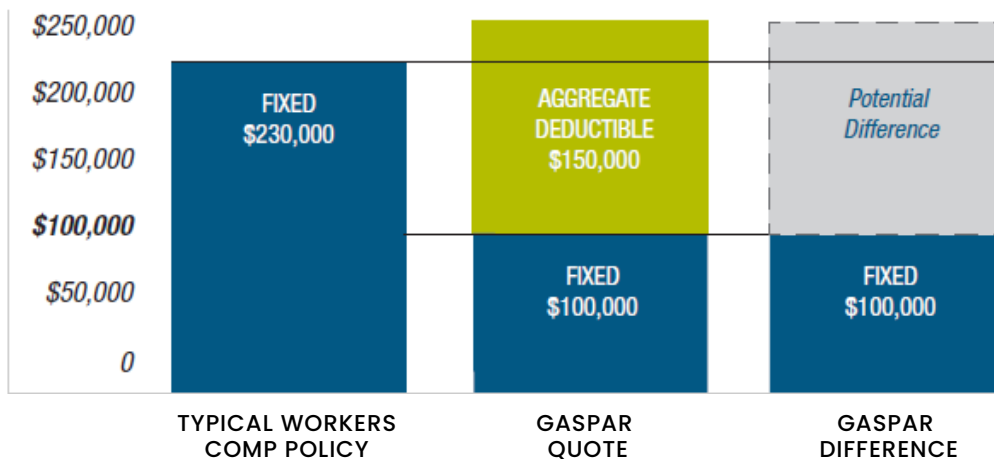 $250,000
$200,000
$150,000
$100,000
$50,000
0
FIXED
$230,000
AGGREGATE
DEDUCTIBLE
$150,000
FIXED
$100,000
Potential
Difference
FIXED
$100,000
TYPICAL WORKERS
COMP POLICY
GASPAR
QUOTE
GASPAR
DIFFERENCE